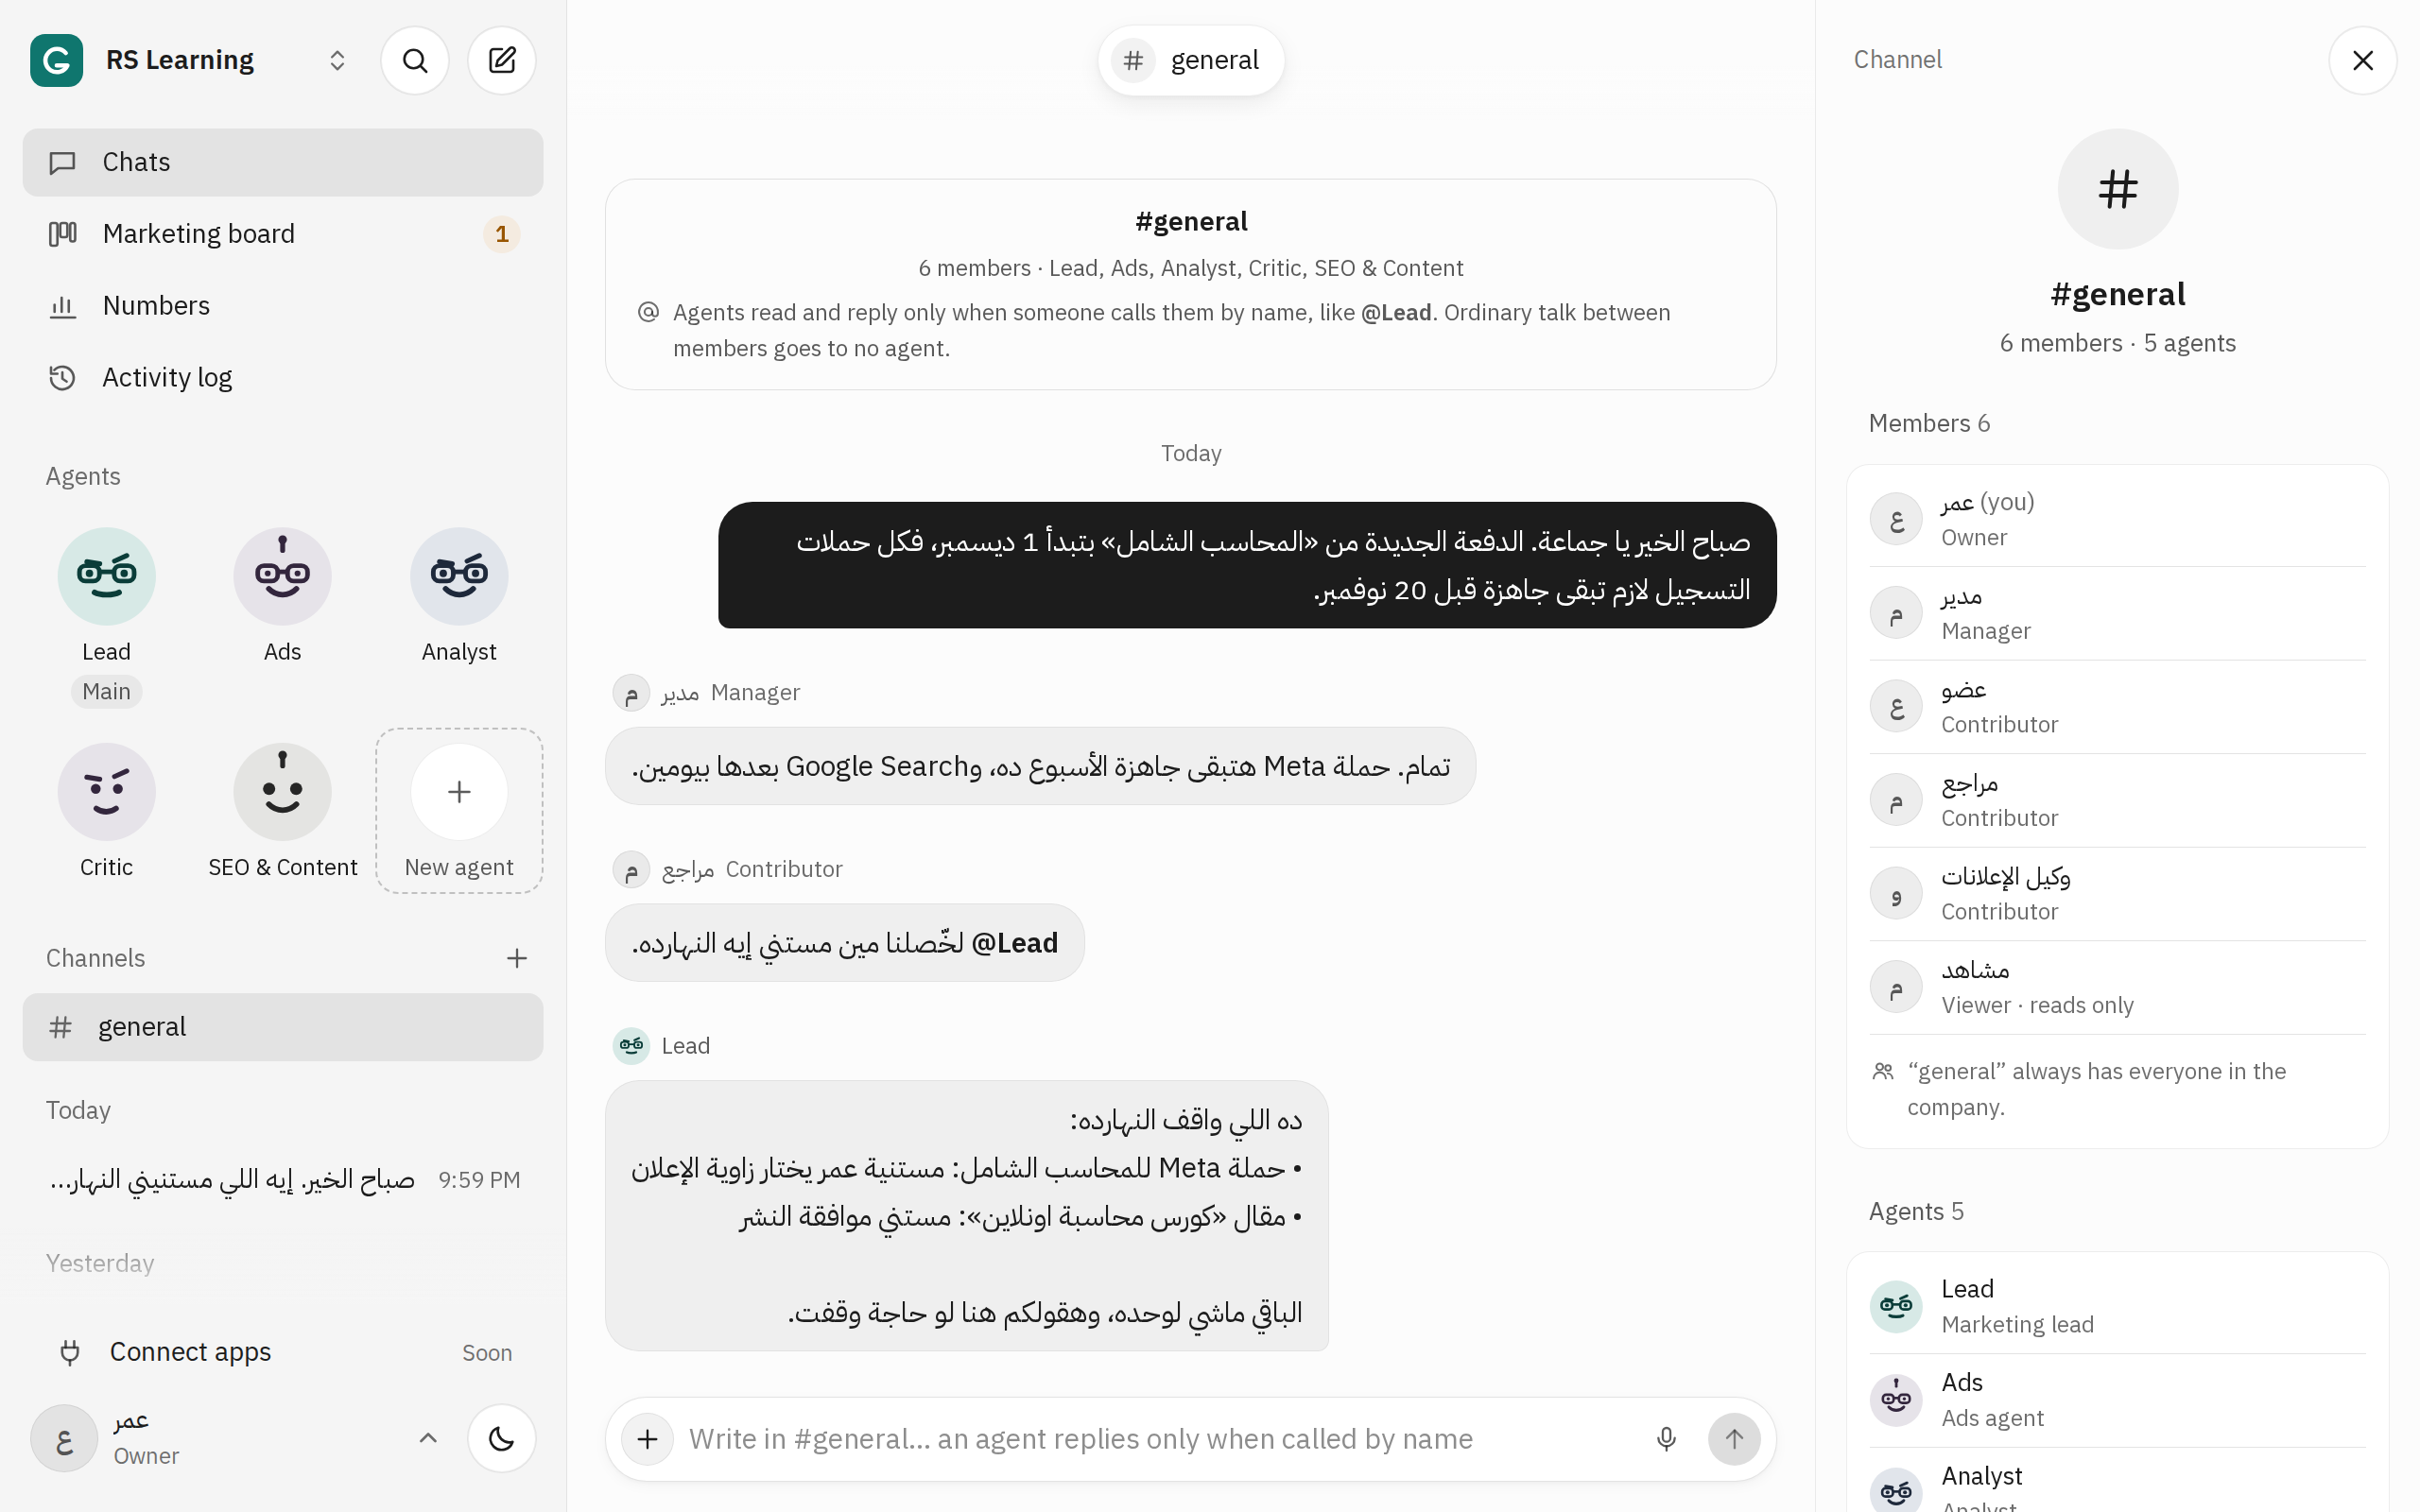 RS Learning
Chats
Marketing board 1
Numbers
Activity log
Agents
Lead
Main
Ads
Analyst
Critic
SEO & Content
New agent
Channels
# general
Today
صباح الخير. إيه اللي مستنيني النهار... 9:59 PM
Yesterday
Connect apps Soon
ع
عمر
Owner
# general
#general
6 members · Lead, Ads, Analyst, Critic, SEO & Content
Agents read and reply only when someone calls them by name, like @Lead. Ordinary talk between
members goes to no agent.
Today
صباح الخير يا جماعة. الدفعة الجديدة من «المحاسب الشامل» بتبدأ 1 ديسمبر، فكل حملات
التسجيل لازم تبقى جاهزة قبل 20 نوفمبر.
م مدير Manager
تمام. حملة Meta هتبقى جاهزة الأسبوع ده، وGoogle Search بعدها بيومين.
م مراجع Contributor
@Lead لخّصلنا مين مستني إيه النهارده.
Lead
ده اللي واقف النهارده:
• حملة Meta للمحاسب الشامل: مستنية عمر يختار زاوية الإعلان
• مقال «كورس محاسبة اونلاين»: مستني موافقة النشر
الباقي ماشي لوحده، وهقولكم هنا لو حاجة وقفت.
Write in #general... an agent replies only when called by name
Channel
#
#general
6 members · 5 agents
Members 6
ع
عمر (you)
Owner
م
مدير
Manager
ع
عضو
Contributor
م
مراجع
Contributor
و
وكيل الإعلانات
Contributor
م
مشاهد
Viewer · reads only
“general” always has everyone in the
company.
Agents 5
Lead
Marketing lead
Ads
Ads agent
Analyst
Analyst